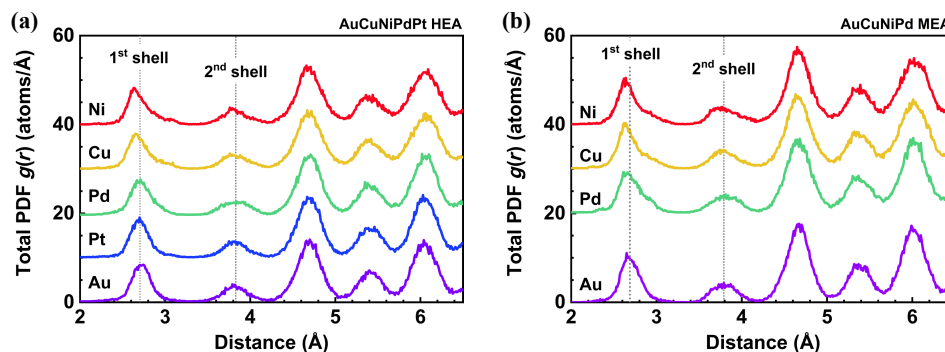 (a)
AuCuNiPdPt HEA
Total PDF g(r) (atoms/Å)
60
40
20
0
1st shell
2nd shell
Ni
Cu
Pd
Pt
Au
2 3 4 5 6
Distance (Å)
(b)
AuCuNiPd MEA
Total PDF g(r) (atoms/Å)
60
40
20
0
1st shell
2nd shell
Ni
Cu
Pd
Au
2 3 4 5 6
Distance (Å)